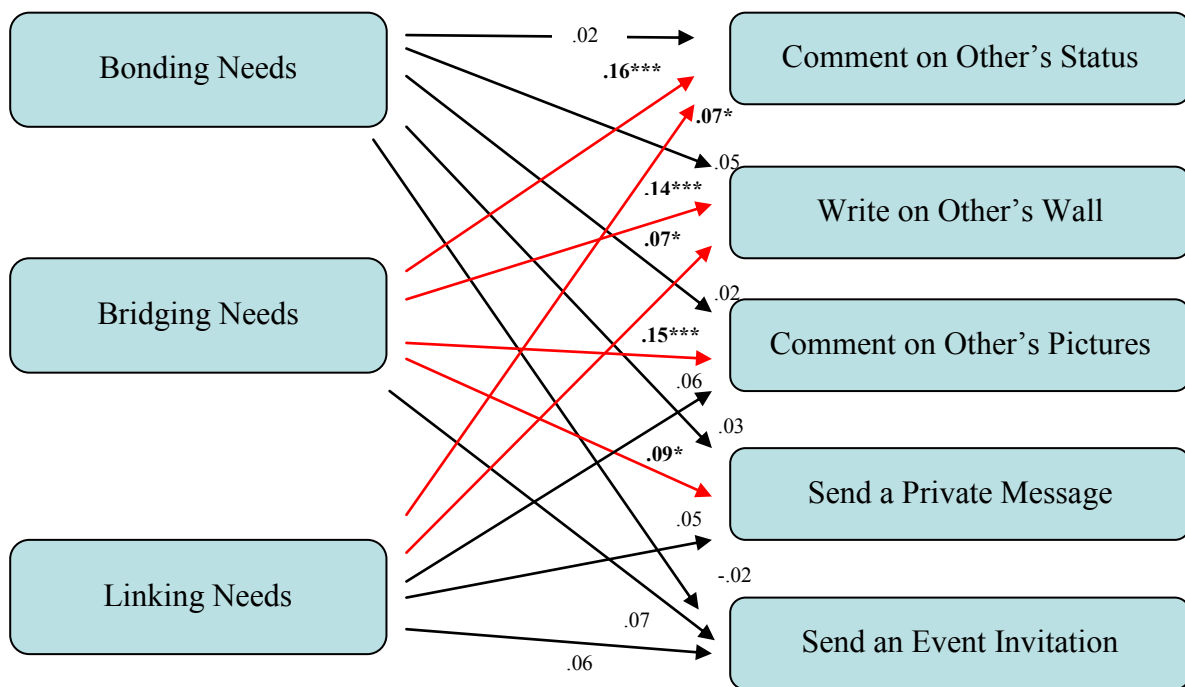 Bonding Needs
Bridging Needs
Linking Needs
.02
.16***
.07*
.05
.14***
.07*
.02
.15***
.06
.03
.09*
.05
-.02
.07
.06
Comment on Other’s Status
Write on Other’s Wall
Comment on Other’s Pictures
Send a Private Message
Send an Event Invitation